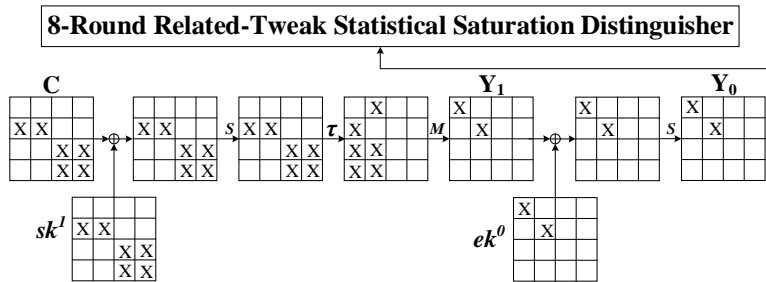 8-Round Related-Tweak Statistical Saturation Distinguisher
C Y₁ Y₀
X X X X
X X ⊕ X X S X X τ X M X ⊕ X S X
X X X X X X X X
X X X X X X X X
sk¹ ek⁰
X
X X X
X X
X X